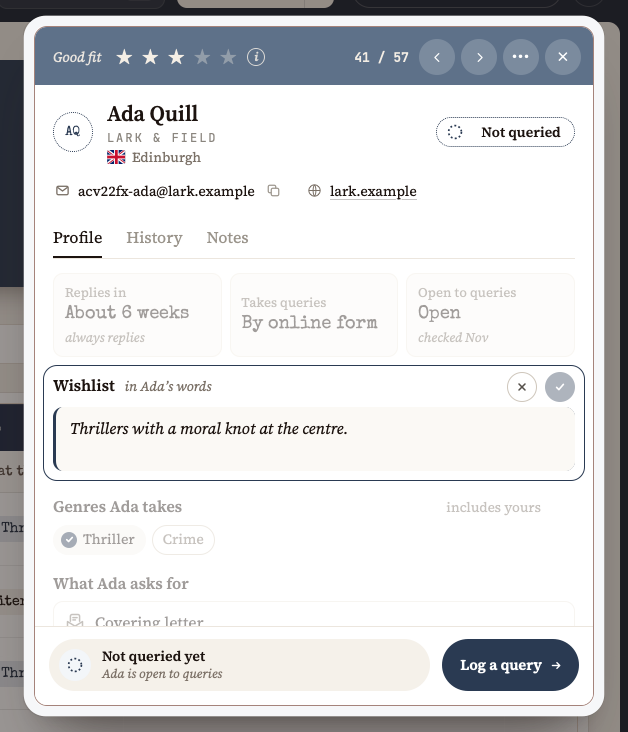 Good fit
41 / 57
AQ
Ada Quill
LARK & FIELD
Edinburgh
Not queried
acv22fx-ada@lark.example
lark.example
Profile
History
Notes
Replies in
About 6 weeks
always replies
Takes queries
By online form
Open to queries
Open
checked Nov
Wishlist in Ada's words
Thrillers with a moral knot at the centre.
Genres Ada takes
includes yours
Thriller
Crime
What Ada asks for
Covering letter
Not queried yet
Ada is open to queries
Log a query →